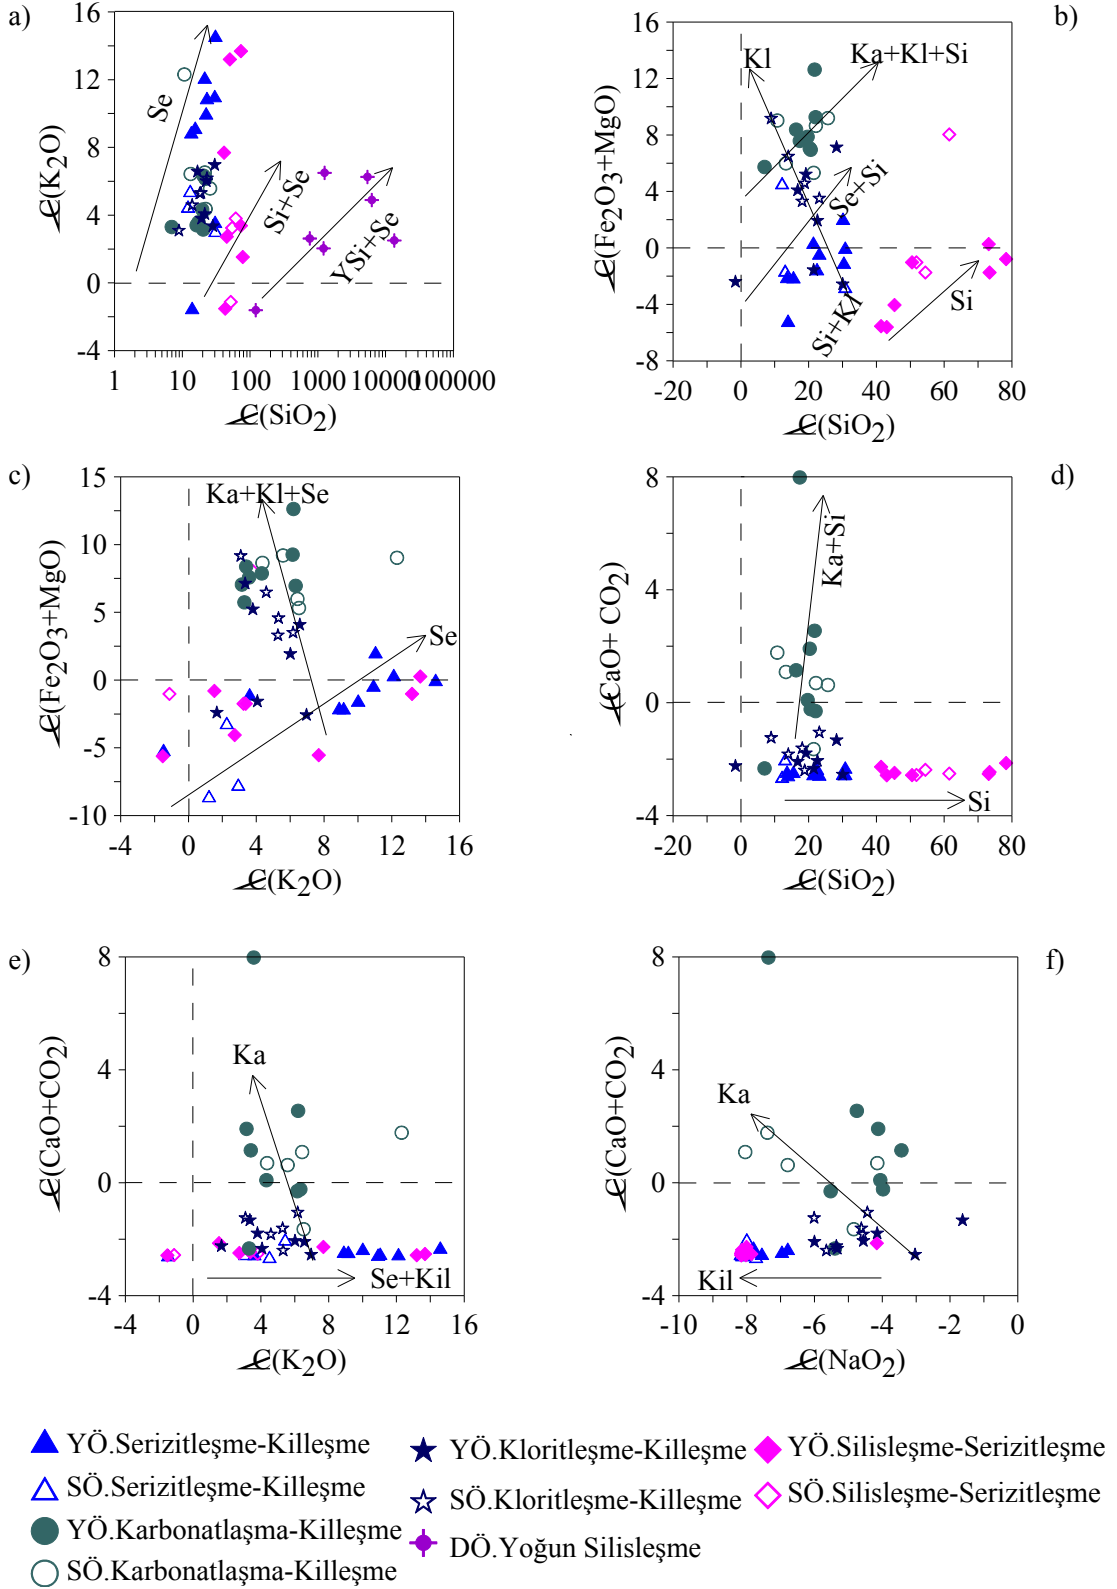 a)
16
12
8
4
0
-4
₡(K2O)
Se
Si+Se
YSi+Se
1
10
100
1000
10000
100000
₡(SiO2)
b)
16
12
8
4
0
-4
-8
₡(Fe2O3+MgO)
Kl
Ka+Kl+Si
Se+Si
Si+Kl
Si
-20
0
20
40
60
80
₡(SiO2)
c)
15
10
5
0
-5
-10
₡(Fe2O3+MgO)
Ka+Kl+Se
Se
-4
0
4
8
12
16
₡(K2O)
d)
8
4
0
-4
₡(CaO+ CO2)
Ka+Si
Si
-20
0
20
40
60
80
₡(SiO2)
e)
8
4
0
-4
₡(CaO+CO2)
Ka
Se+Kil
-4
0
4
8
12
16
₡(K2O)
f)
8
4
0
-4
₡(CaO+CO2)
Ka
Kil
-10
-8
-6
-4
-2
0
₡(NaO2)
YÖ.Serizitleşme-Killeşme
SÖ.Serizitleşme-Killeşme
YÖ.Karbonatlaşma-Killeşme
SÖ.Karbonatlaşma-Killeşme
YÖ.Kloritleşme-Killeşme
SÖ.Kloritleşme-Killeşme
DÖ.Yoğun Silisleşme
YÖ.Silisleşme-Serizitleşme
SÖ.Silisleşme-Serizitleşme